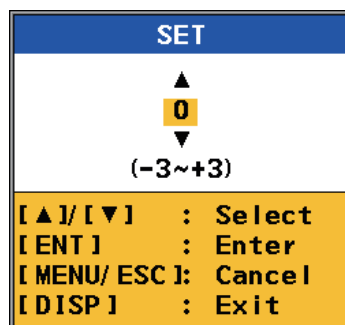 SET
▲
0
▼
(-3~+3)
[▲]/[▼] : Select
[ENT] : Enter
[MENU/ESC]: Cancel
[DISP] : Exit